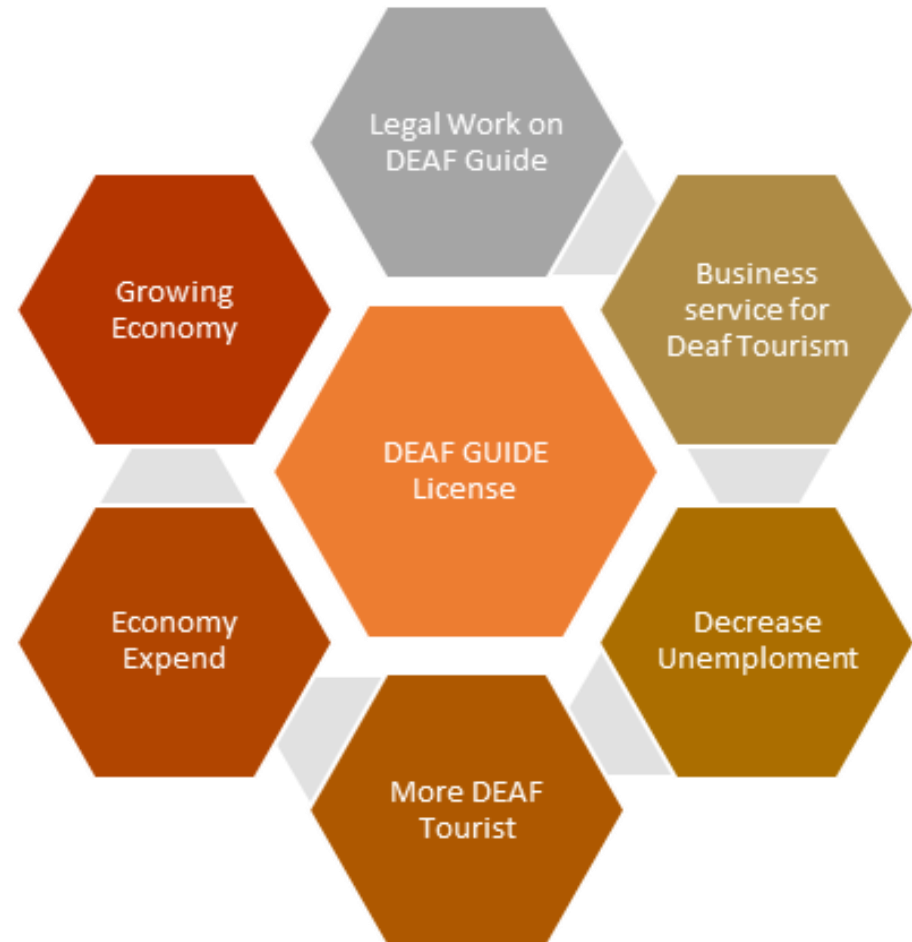 Legal Work on
DEAF Guide
Business
service for
Deaf Tourism
Decrease
Unemploment
More DEAF
Tourist
Economy
Expend
Growing
Economy
DEAF GUIDE
License